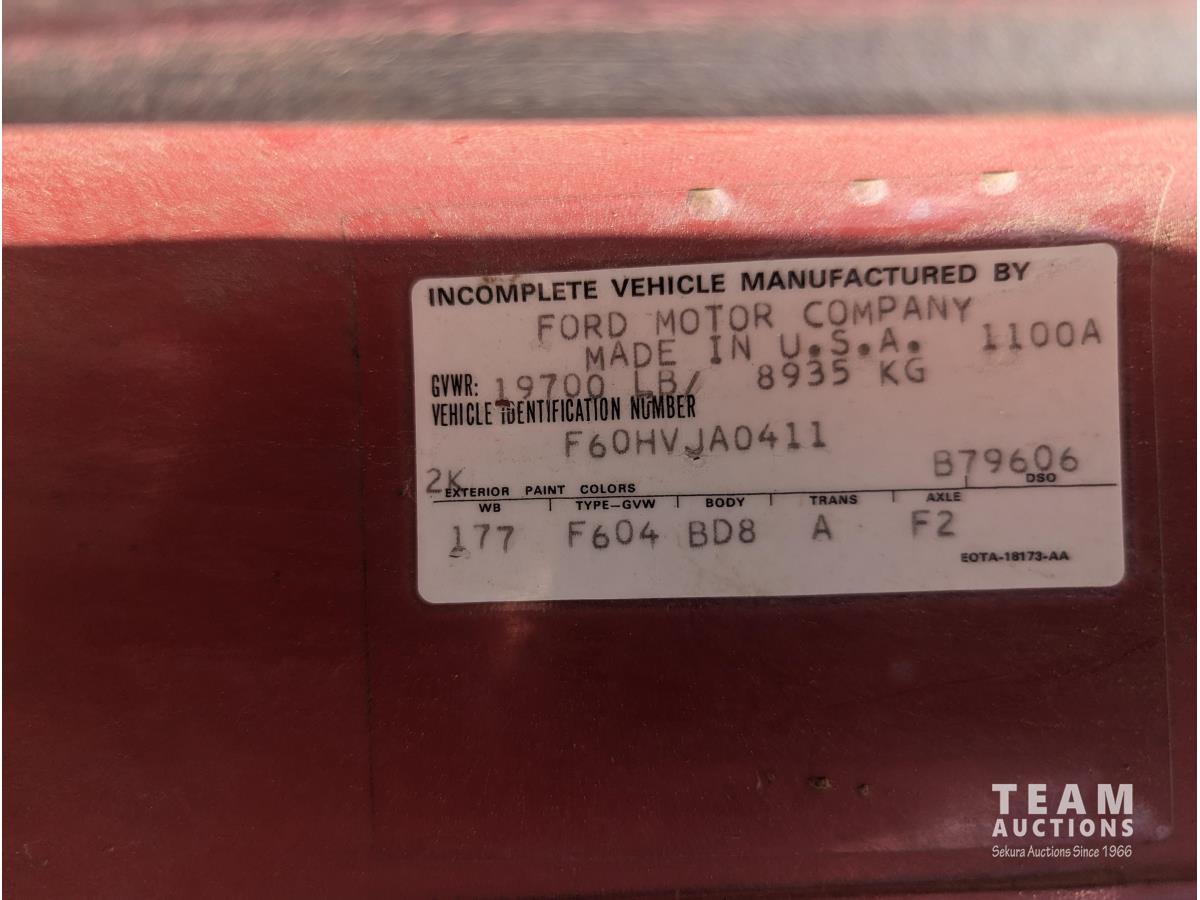 INCOMPLETE VEHICLE MANUFACTURED BY
FORD MOTOR COMPANY
MADE IN U.S.A. 1100A
GVWR: 19700 LB/ 8935 KG
VEHICLE IDENTIFICATION NUMBER
F60HVJA0411
2K B79606
EXTERIOR PAINT COLORS DSO
WB TYPE-GVW BODY TRANS AXLE
177 F604 BD8 A F2
EOTA-18173-AA
TEAM
AUCTIONS
Sekura Auctions Since 1966